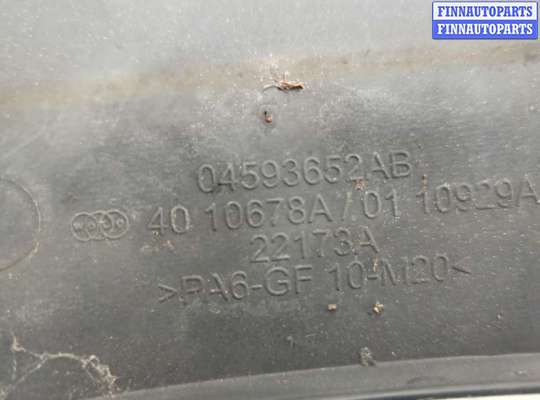 FINNAUTOPARTS
FINNAUTOPARTS
04593652AB
40 10678A/01 10929A
22173A
>PA6-GF 10-M20<